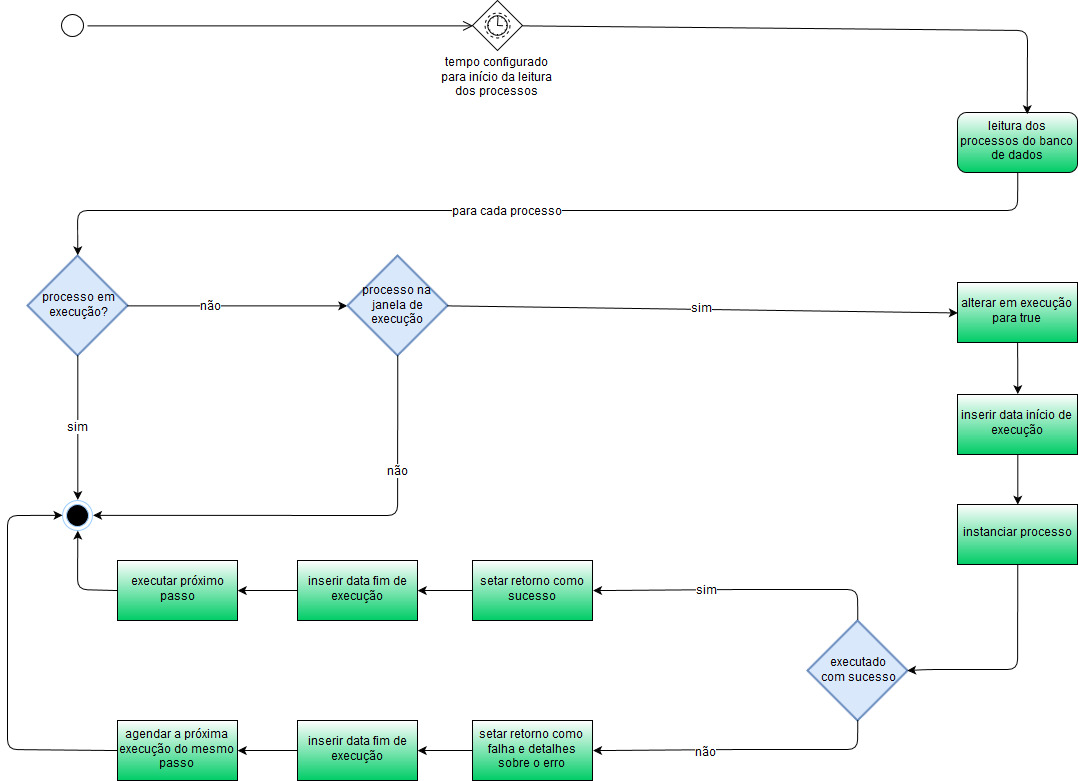 tempo configurado
para início da leitura
dos processos
leitura dos
processos do banco
de dados
para cada processo
processo em
execução?
não
processo na
janela de
execução
sim
alterar em execução
para true
inserir data início de
execução
sim
não
instanciar processo
executar próximo
passo
inserir data fim de
execução
setar retorno como
sucesso
sim
executado
com sucesso
agendar a próxima
execução do mesmo
passo
inserir data fim de
execução
setar retorno como
falha e detalhes
sobre o erro
não